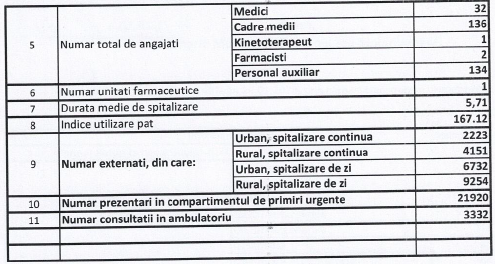 5 Numar total de angajati
Medici 32
Cadre medii 136
Kinetoterapeut 1
Farmacisti 2
Personal auxiliar 134
6 Numar unitati farmaceutice 1
7 Durata medie de spitalizare 5,71
8 Indice utilizare pat 167.12
9 Numar externati, din care:
Urban, spitalizare continua 2223
Rural, spitalizare continua 4151
Urban, spitalizare de zi 6732
Rural, spitalizare de zi 9254
10 Numar prezentari in compartimentul de primiri urgente 21920
11 Numar consultatii in ambulatoriu 3332